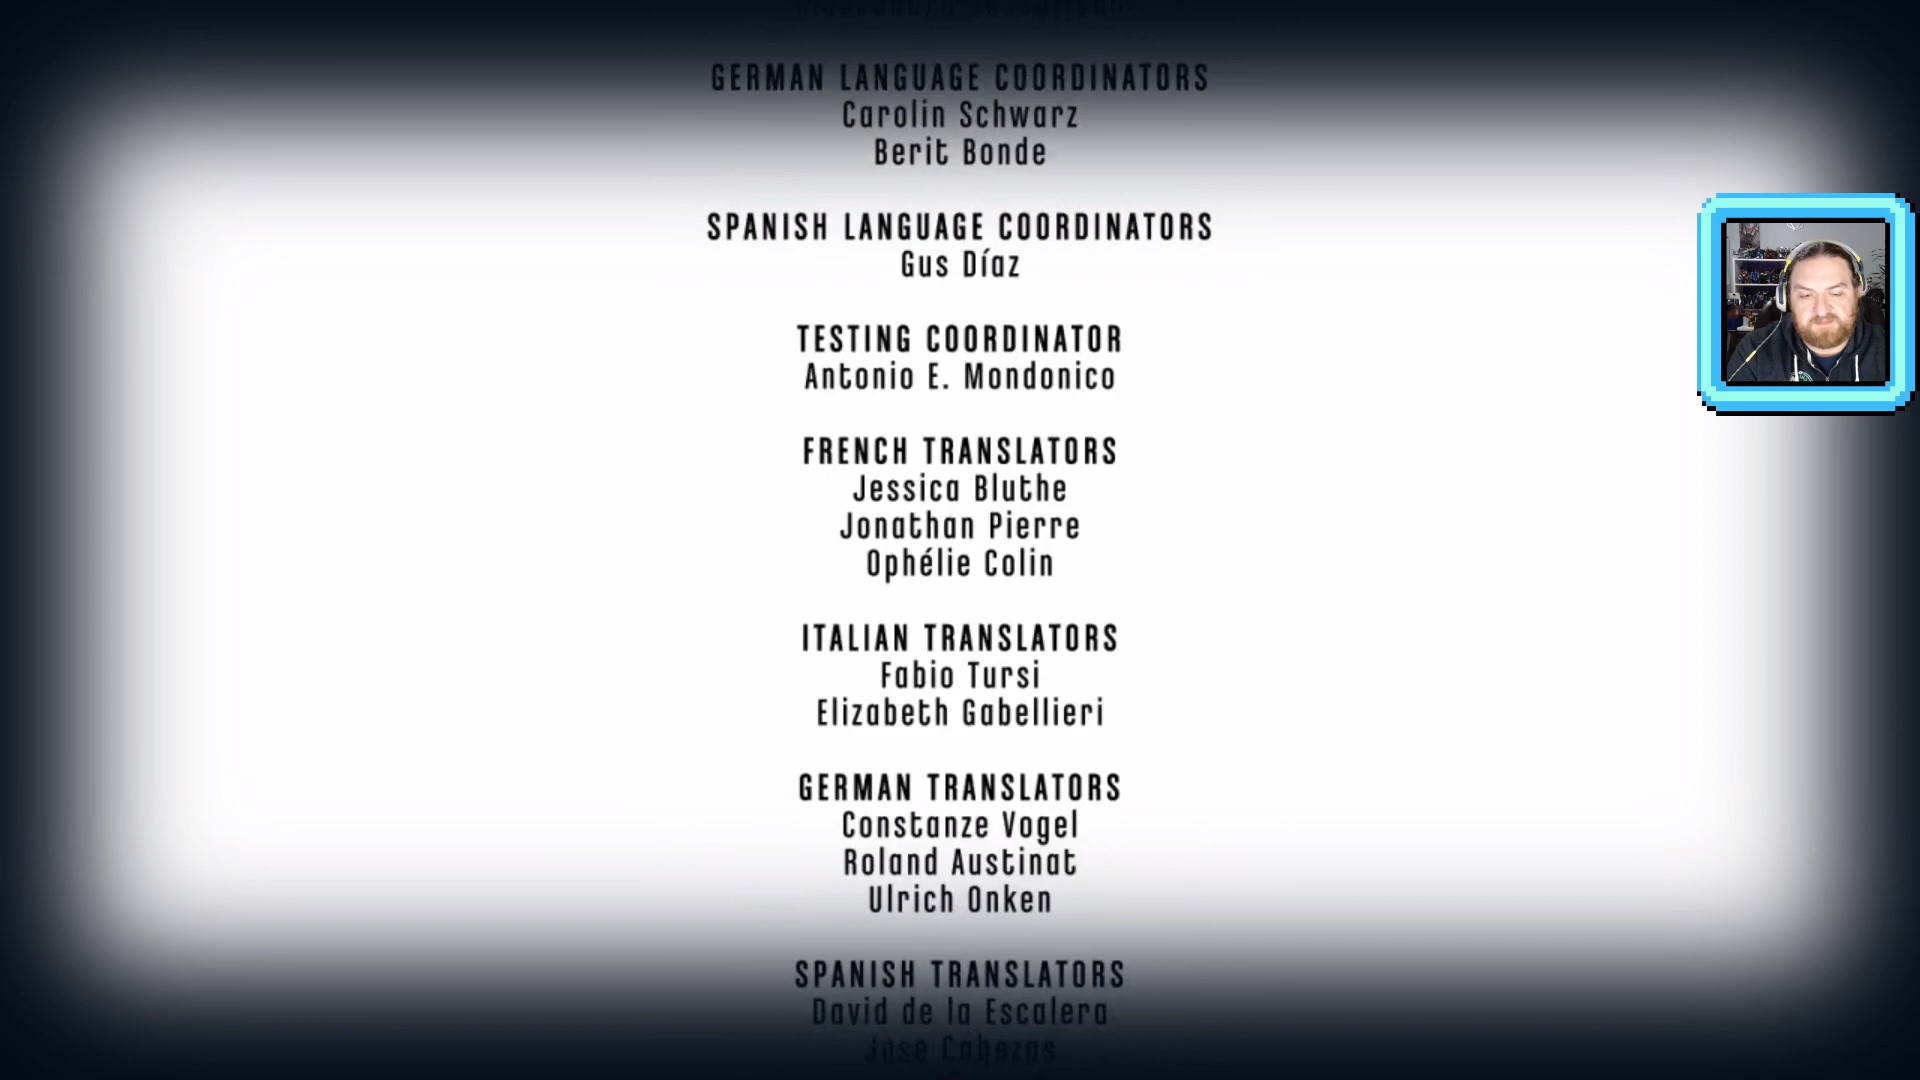 GERMAN LANGUAGE COORDINATORS
Carolin Schwarz
Berit Bonde
SPANISH LANGUAGE COORDINATORS
Gus Díaz
TESTING COORDINATOR
Antonio E. Mondonico
FRENCH TRANSLATORS
Jessica Bluthe
Jonathan Pierre
Ophélie Colin
ITALIAN TRANSLATORS
Fabio Tursi
Elizabeth Gabellieri
GERMAN TRANSLATORS
Constanze Vogel
Roland Austinat
Ulrich Onken
SPANISH TRANSLATORS
David de la Escalera
Jose Cabezas